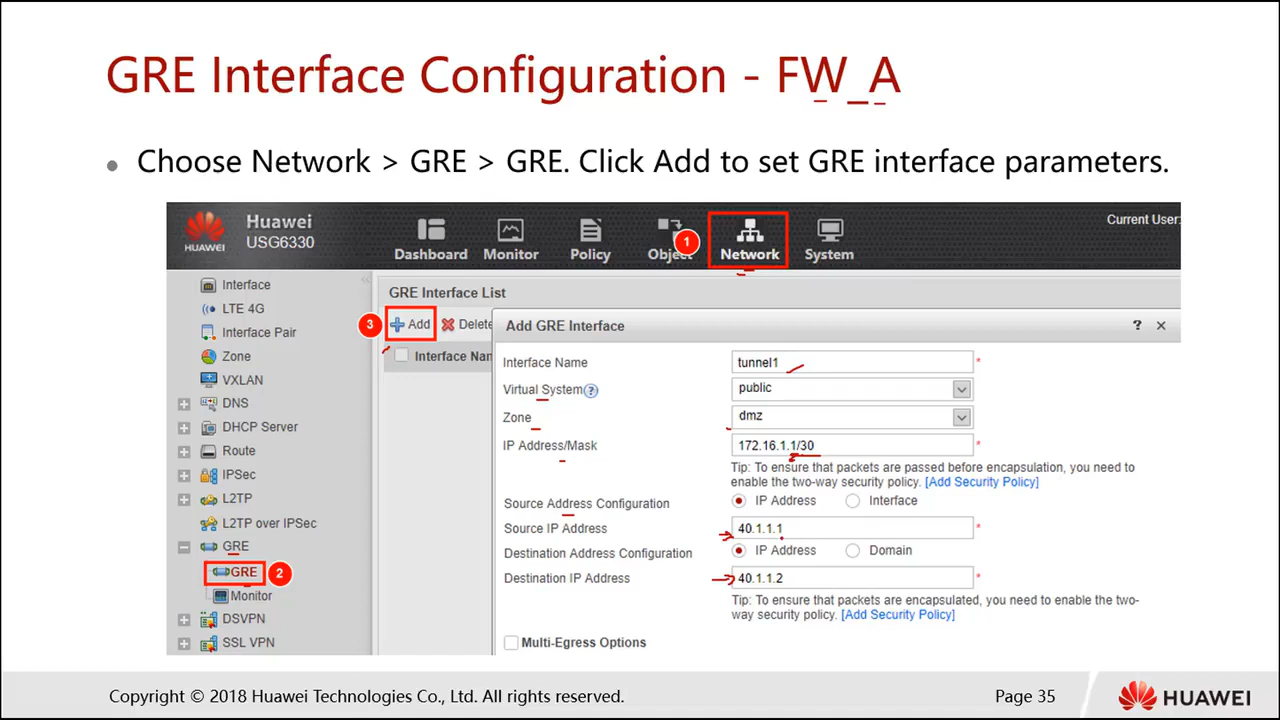 GRE Interface Configuration - FW_A
• Choose Network > GRE > GRE. Click Add to set GRE interface parameters.
HUAWEI
Huawei
USG6330
Dashboard
Monitor
Policy
Object
1
Network
System
Current User:
Interface
LTE 4G
Interface Pair
Zone
VXLAN
DNS
DHCP Server
Route
IPSec
L2TP
L2TP over IPSec
GRE
GRE 2
Monitor
DSVPN
SSL VPN
GRE Interface List
3 Add Delete
Interface Nam
Add GRE Interface ?
Interface Name tunnel1 *
Virtual System ? public
Zone dmz
IP Address/Mask 172.16.1.1/30 *
Tip: To ensure that packets are passed before encapsulation, you need to
enable the two-way security policy. [Add Security Policy]
Source Address Configuration IP Address Interface
Source IP Address 40.1.1.1 *
Destination Address Configuration IP Address Domain
Destination IP Address 40.1.1.2 *
Tip: To ensure that packets are encapsulated, you need to enable the two-
way security policy. [Add Security Policy]
Multi-Egress Options
Copyright © 2018 Huawei Technologies Co., Ltd. All rights reserved.
Page 35
HUAWEI